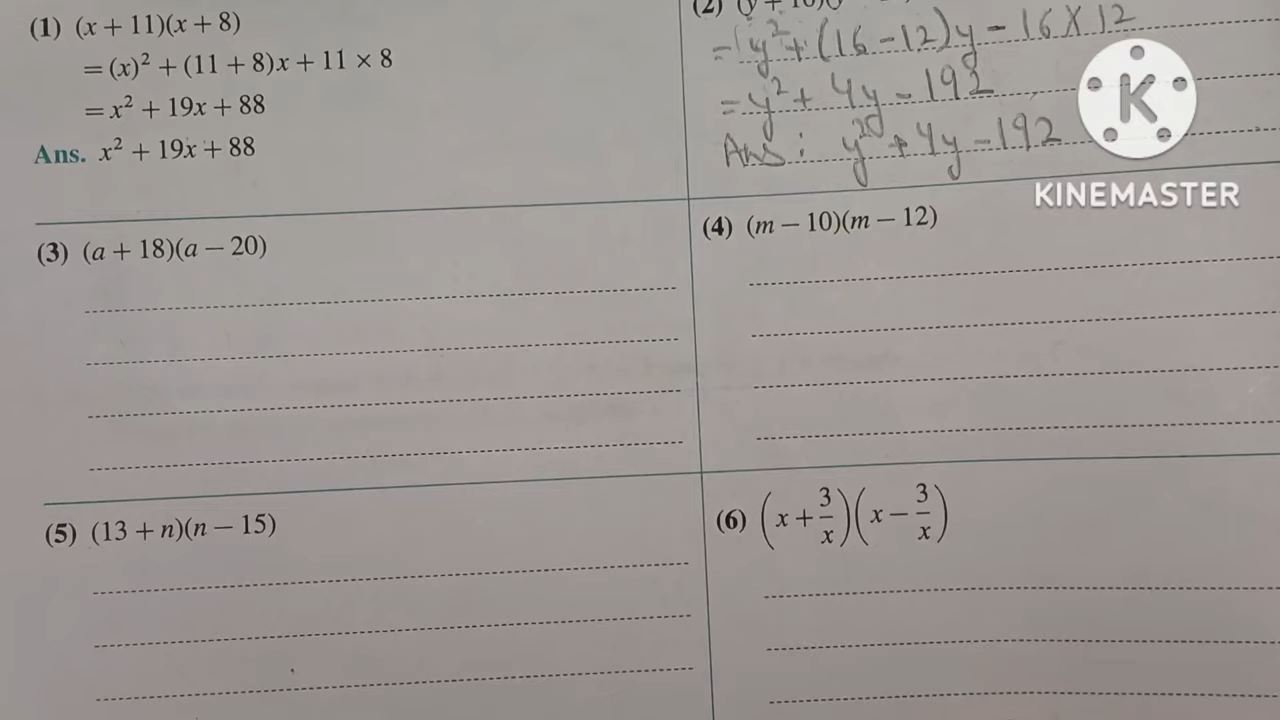 (1) (x + 11)(x + 8)
= (x)² + (11 + 8)x + 11 × 8
= x² + 19x + 88
Ans. x² + 19x + 88
(2)
= y² + (16 - 12)y - 16 X 12
= y² + 4y - 192
Ans: y² + 4y - 192
K
KINEMASTER
(3) (a + 18)(a − 20)
(4) (m − 10)(m − 12)
(5) (13 + n)(n − 15)
(6) (x + 3/x)(x − 3/x)